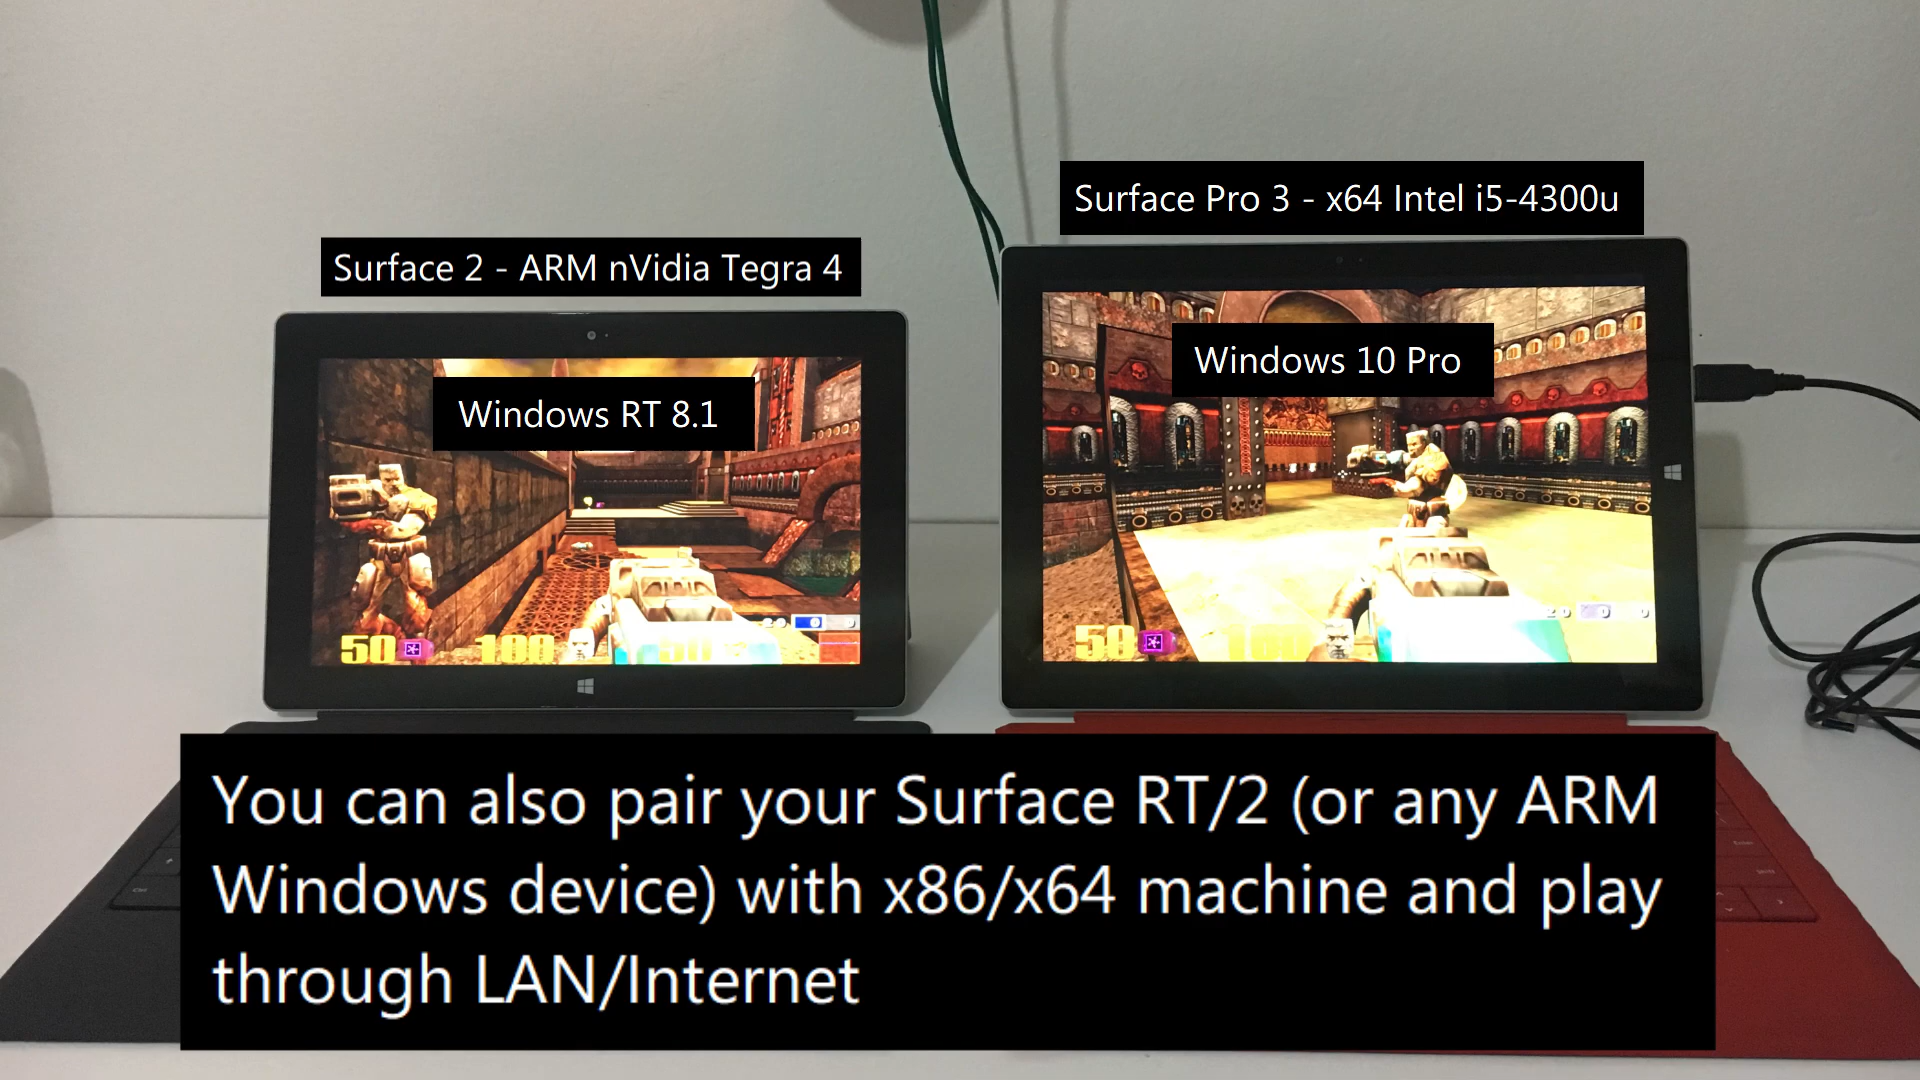 Surface Pro 3 - x64 Intel i5-4300u
Surface 2 - ARM nVidia Tegra 4
Windows 10 Pro
Windows RT 8.1
50 100 50
50 100
You can also pair your Surface RT/2 (or any ARM
Windows device) with x86/x64 machine and play
through LAN/Internet